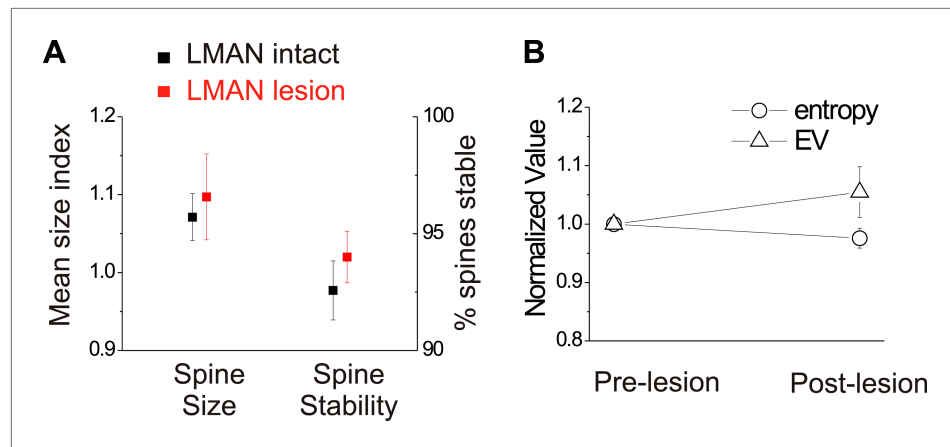 A
LMAN intact
LMAN lesion
Mean size index
1.2
1.1
1.0
0.9
100
95
90
% spines stable
Spine
Size
Spine
Stability
B
entropy
EV
Normalized Value
1.2
1.1
1.0
0.9
0.8
Pre-lesion
Post-lesion